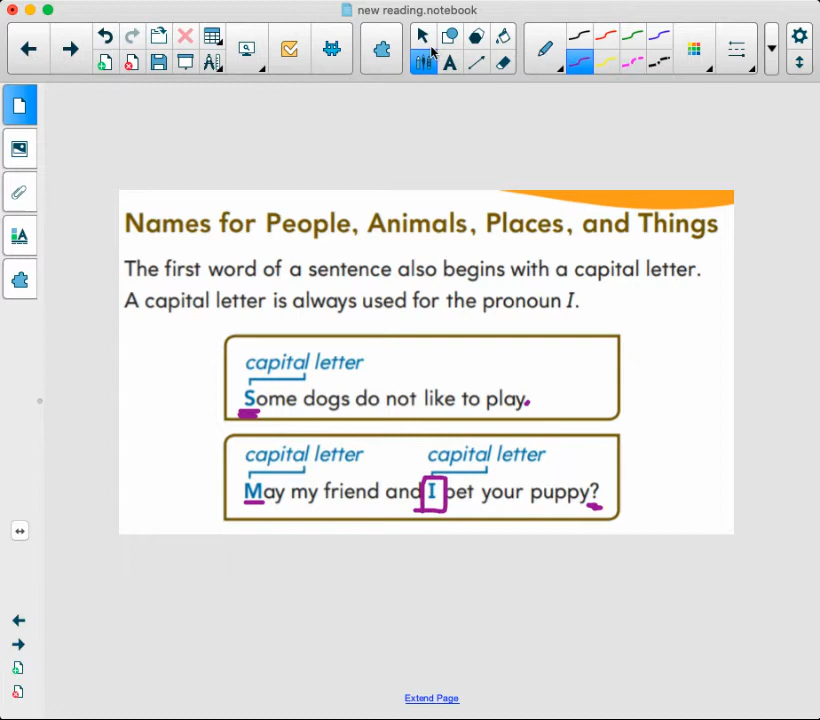 new reading.notebook
Names for People, Animals, Places, and Things
The first word of a sentence also begins with a capital letter.
A capital letter is always used for the pronoun I.
capital letter
Some dogs do not like to play.
capital letter capital letter
May my friend and I pet your puppy?
Extend Page